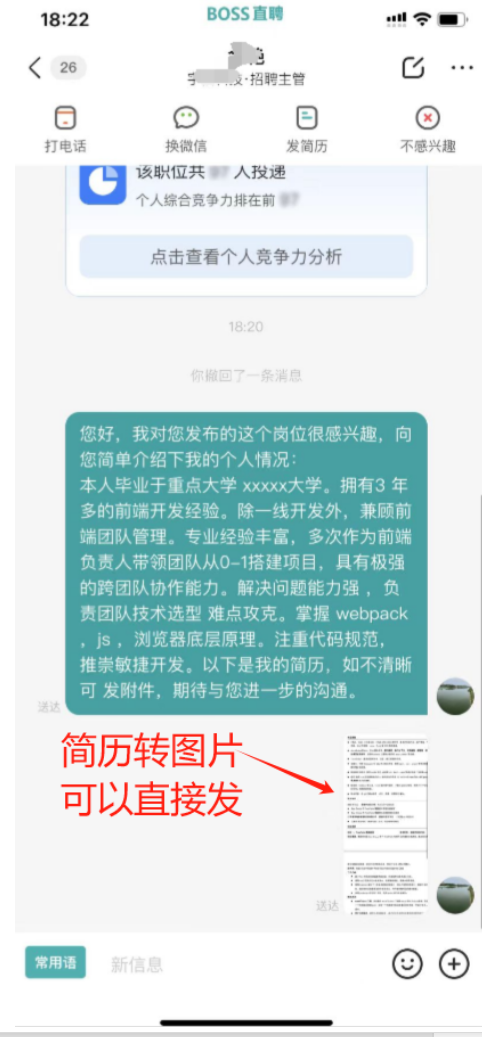 18:22
BOSS直聘
26
·招聘主管
打电话
换微信
发简历
不感兴趣
该职位共
人投递
个人综合竞争力排在前
点击查看个人竞争力分析
18:20
你撤回了一条消息
您好，我对您发布的这个岗位很感兴趣，向
您简单介绍下我的个人情况：
本人毕业于重点大学 xxxxx大学。拥有3 年
多的前端开发经验。除一线开发外，兼顾前
端团队管理。专业经验丰富，多次作为前端
负责人带领团队从0-1搭建项目，具有极强
的跨团队协作能力。解决问题能力强 ，负
责团队技术选型 难点攻克。掌握 webpack
，js ，浏览器底层原理。注重代码规范，
推崇敏捷开发。以下是我的简历，如不清晰
可 发附件，期待与您进一步的沟通。
送达
简历转图片
可以直接发
送达
常用语
新信息